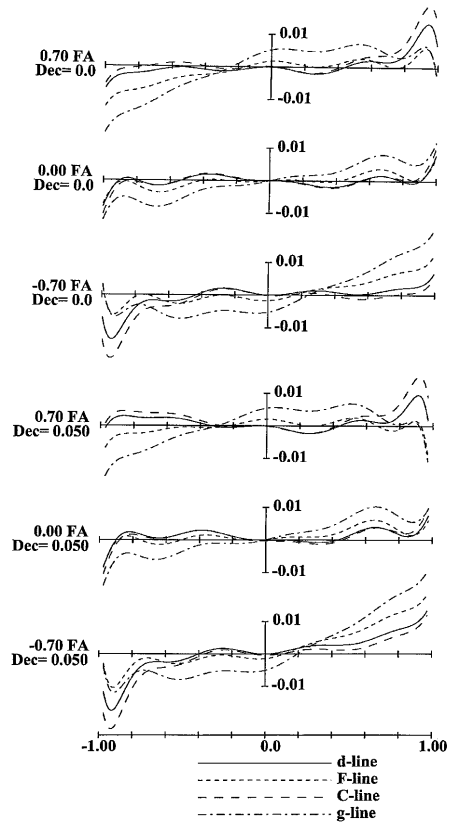 0.01
0.70 FA
Dec= 0.0
-0.01
0.01
0.00 FA
Dec= 0.0
-0.01
0.01
-0.70 FA
Dec= 0.0
-0.01
0.01
0.70 FA
Dec= 0.050
-0.01
0.01
0.00 FA
Dec= 0.050
-0.01
0.01
-0.70 FA
Dec= 0.050
-0.01
-1.00 0.0 1.00
d-line
F-line
C-line
g-line